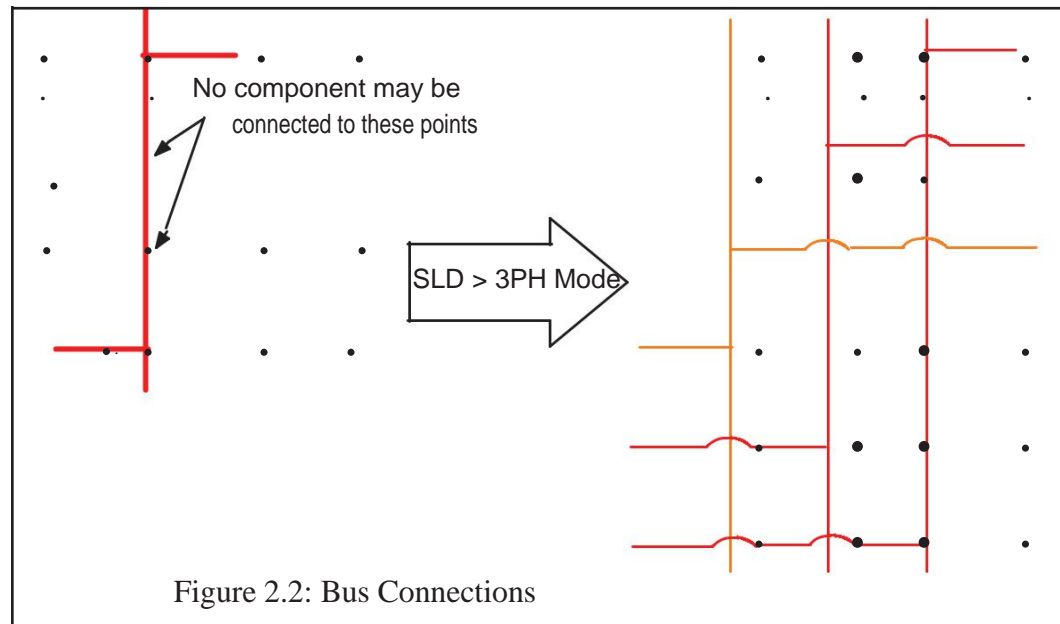 No component may be
connected to these points
SLD > 3PH Mode
Figure 2.2: Bus Connections